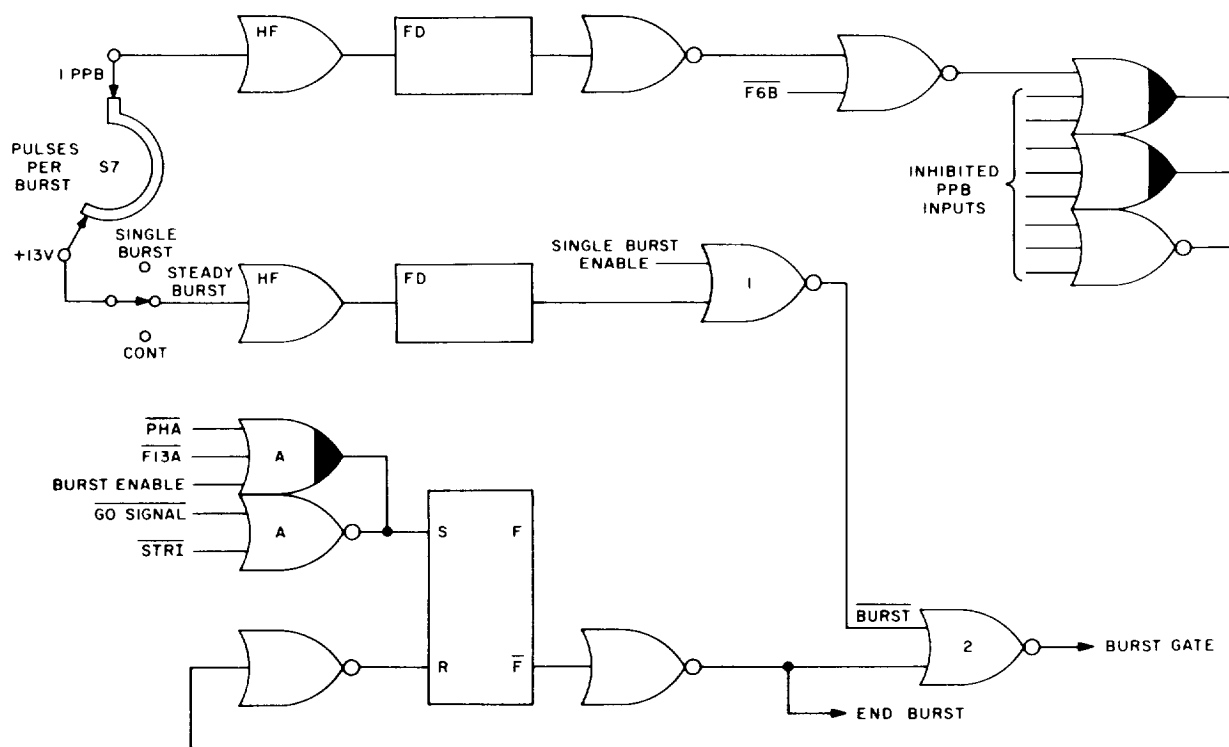 HF
FD
1 PPB
F6B
PULSES
PER
BURST
S7
INHIBITED
PPB
INPUTS
+13V
SINGLE
BURST
STEADY
BURST
HF
FD
SINGLE BURST
ENABLE
1
CONT
PHA
F13A
BURST ENABLE
A
GO SIGNAL
STRI
A
S
F
R
F
BURST
2
BURST GATE
END BURST